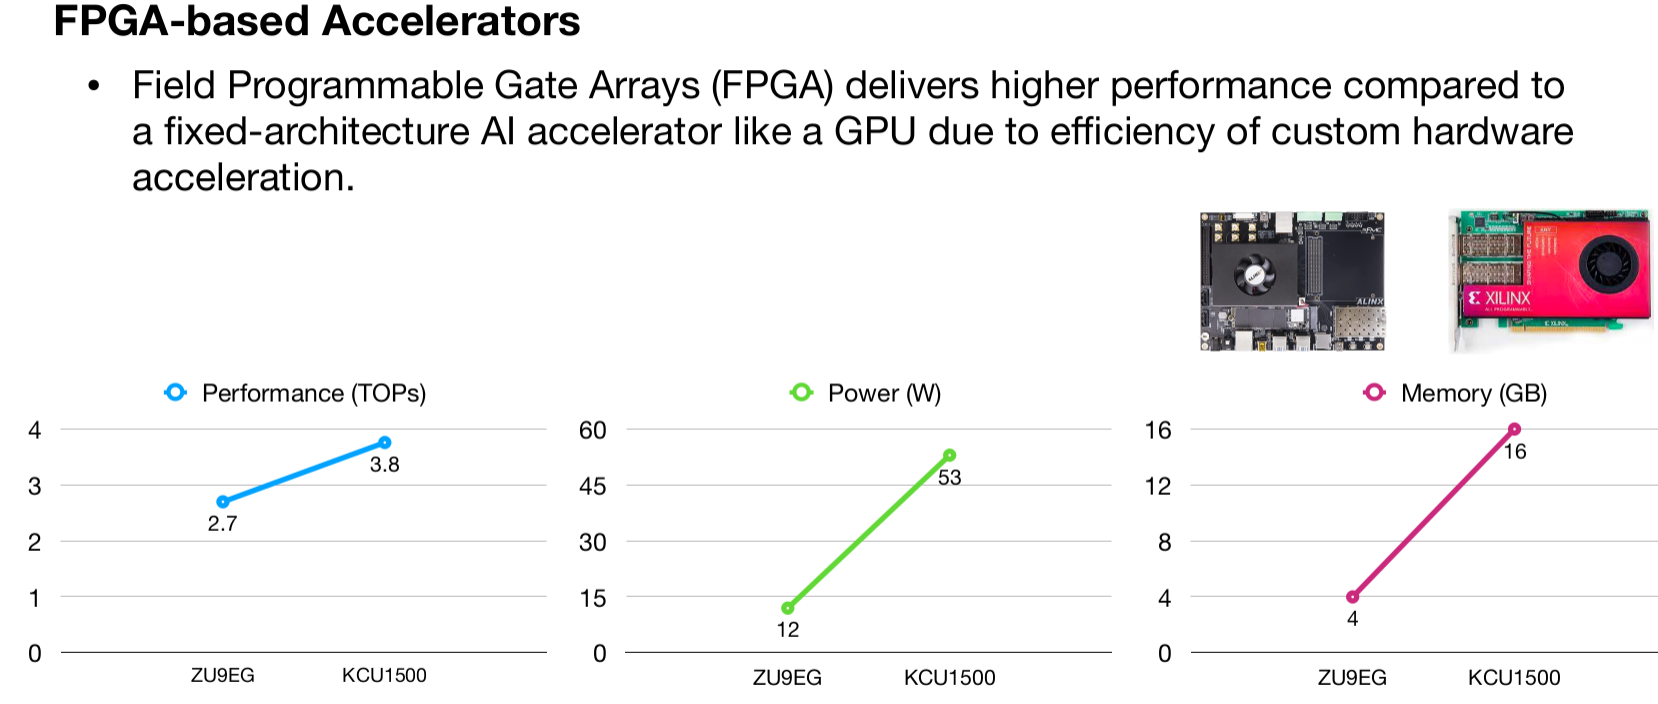 FPGA-based Accelerators
• Field Programmable Gate Arrays (FPGA) delivers higher performance compared to
a fixed-architecture AI accelerator like a GPU due to efficiency of custom hardware
acceleration.
ALINX
XILINX
ALL PROGRAMMABLE
XILINX
Performance (TOPs)
4
3
2
1
0
2.7
3.8
ZU9EG KCU1500
Power (W)
60
45
30
15
0
12
53
ZU9EG KCU1500
Memory (GB)
16
12
8
4
0
4
16
ZU9EG KCU1500